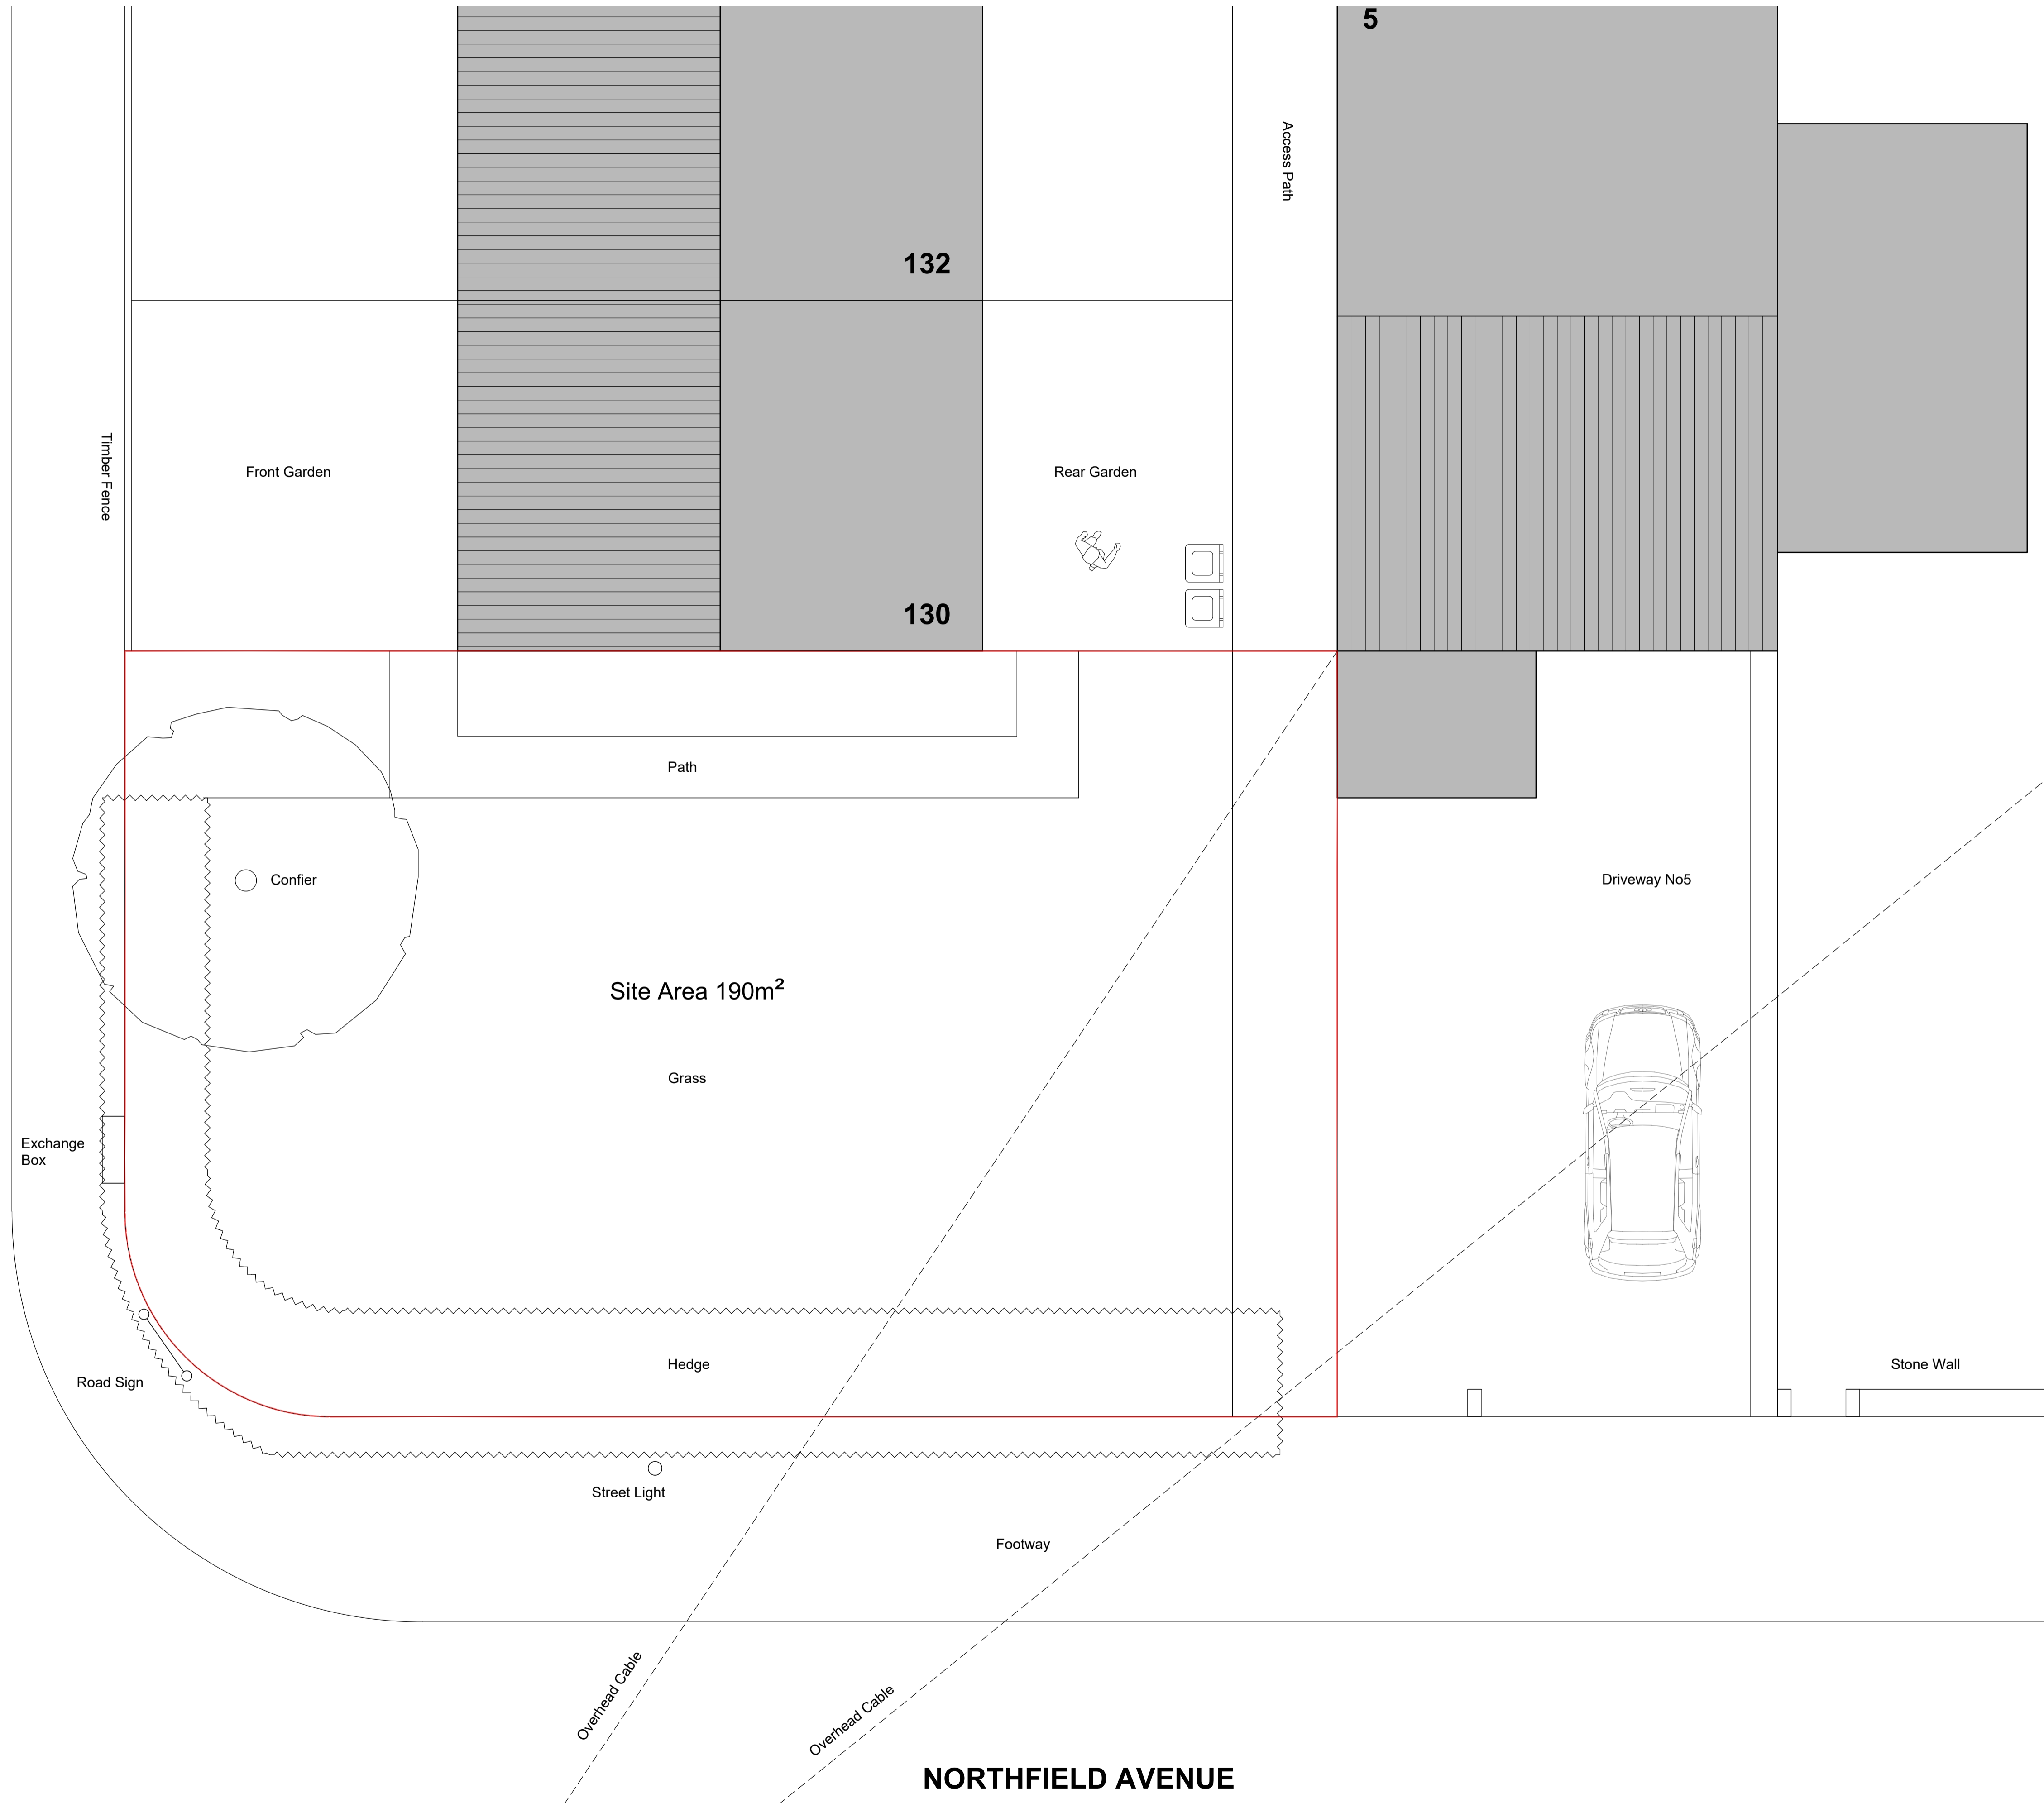 5
Access Path
132
Timber Fence
Front Garden
Rear Garden
130
Path
Confier
Driveway No5
Site Area 190m²
Grass
Exchange
Box
Hedge
Stone Wall
Road Sign
Street Light
Footway
Overhead Cable
Overhead Cable
NORTHFIELD AVENUE